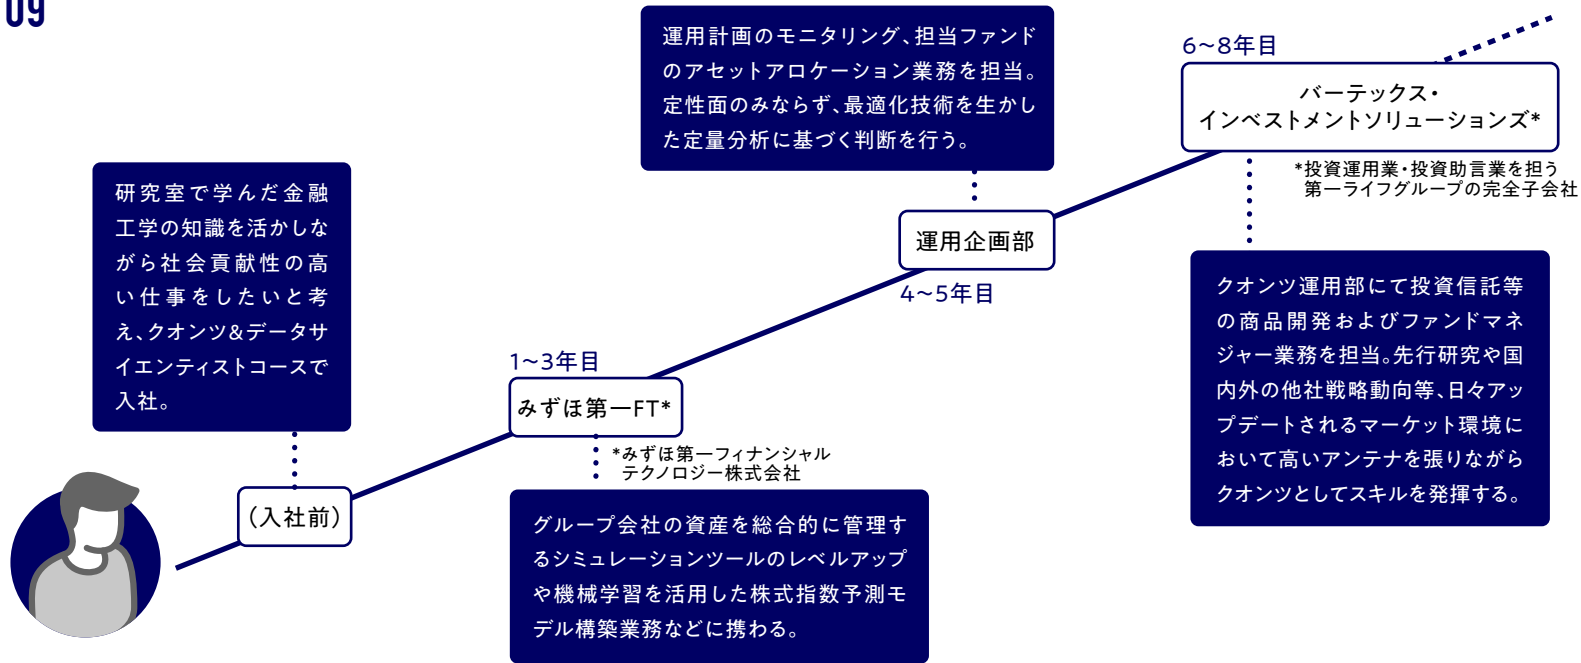 09
研究室で学んだ金融
工学の知識を活かしな
がら社会貢献性の高
い仕事をしたいと考
え、クオンツ&データサ
イエンティストコースで
入社。
(入社前)
1~3年目
みずほ第一FT*
*みずほ第一フィナンシャル
テクノロジー株式会社
グループ会社の資産を総合的に管理す
るシミュレーションツールのレベルアップ
や機械学習を活用した株式指数予測モ
デル構築業務などに携わる。
運用計画のモニタリング、担当ファンド
のアセットアロケーション業務を担当。
定性面のみならず、最適化技術を生かし
た定量分析に基づく判断を行う。
運用企画部
4~5年目
6~8年目
バーテックス・
インベストメントソリューションズ*
*投資運用業・投資助言業を担う
第一ライフグループの完全子会社
クオンツ運用部にて投資信託等
の商品開発およびファンドマネ
ジャー業務を担当。先行研究や国
内外の他社戦略動向等、日々アッ
プデートされるマーケット環境に
おいて高いアンテナを張りながら
クオンツとしてスキルを発揮する。